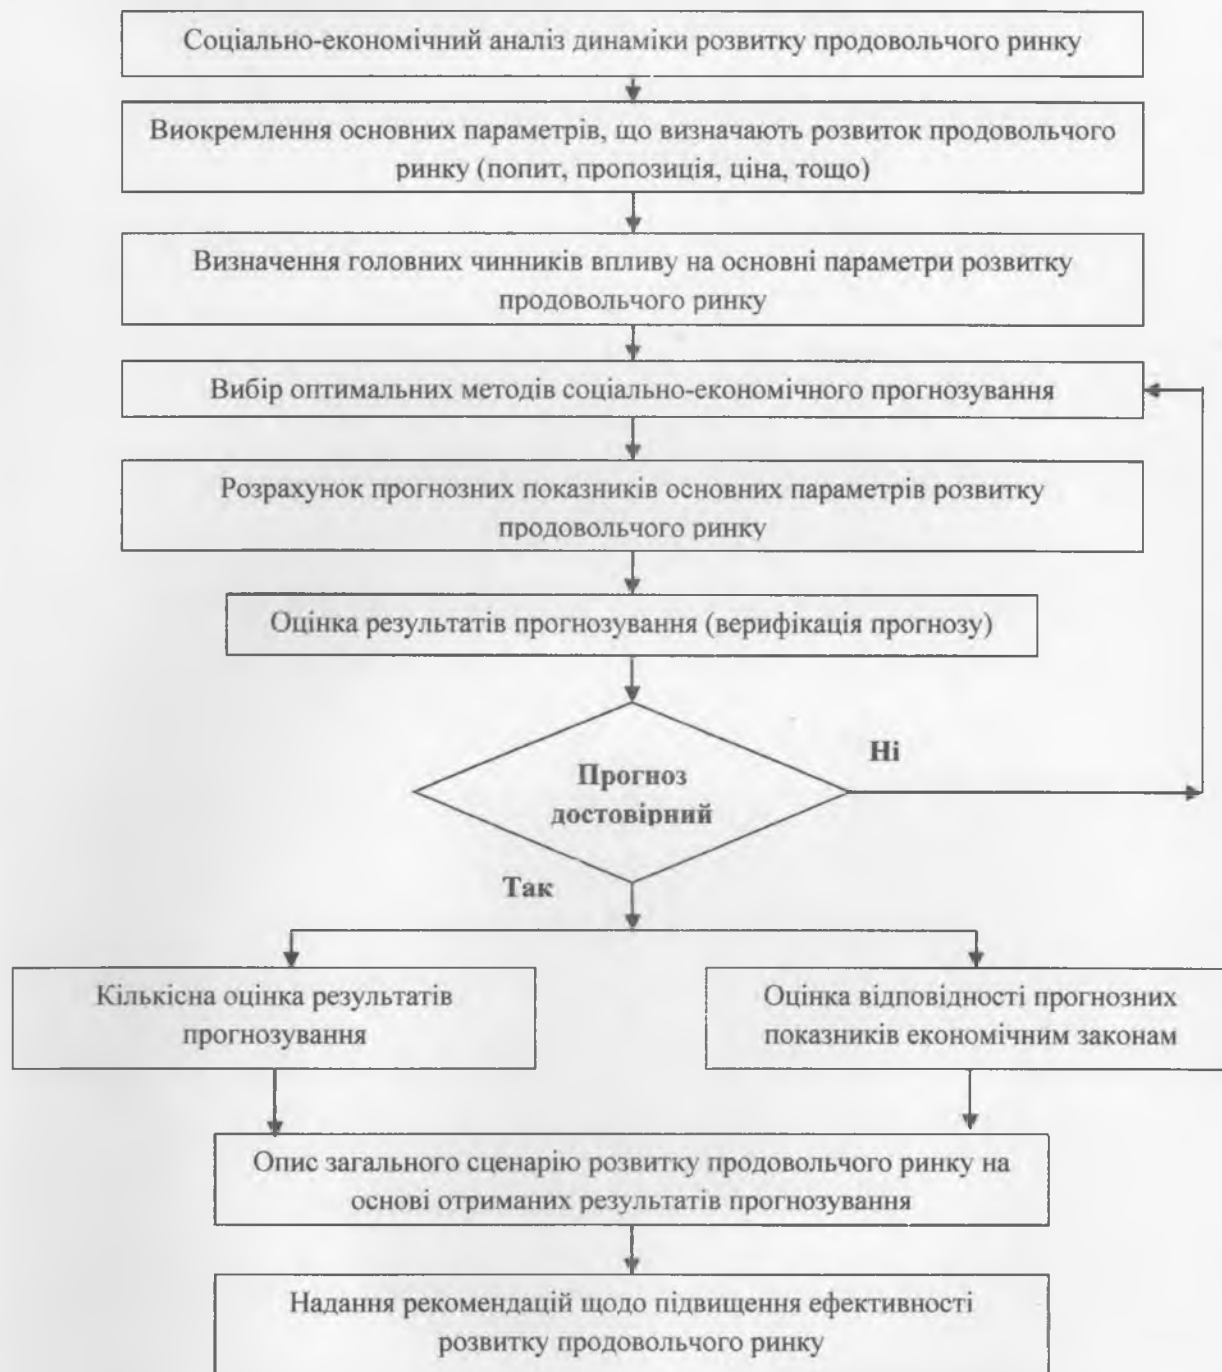 Соціально-економічний аналіз динаміки розвитку продовольчого ринку
Виокремлення основних параметрів, що визначають розвиток продовольчого
ринку (попит, пропозиція, ціна, тощо)
Визначення головних чинників впливу на основні параметри розвитку
продовольчого ринку
Вибір оптимальних методів соціально-економічного прогнозування
Розрахунок прогнозних показників основних параметрів розвитку
продовольчого ринку
Оцінка результатів прогнозування (верифікація прогнозу)
Прогноз
достовірний
Ні
Так
Кількісна оцінка результатів
прогнозування
Оцінка відповідності прогнозних
показників економічним законам
Опис загального сценарію розвитку продовольчого ринку на
основі отриманих результатів прогнозування
Надання рекомендацій щодо підвищення ефективності
розвитку продовольчого ринку